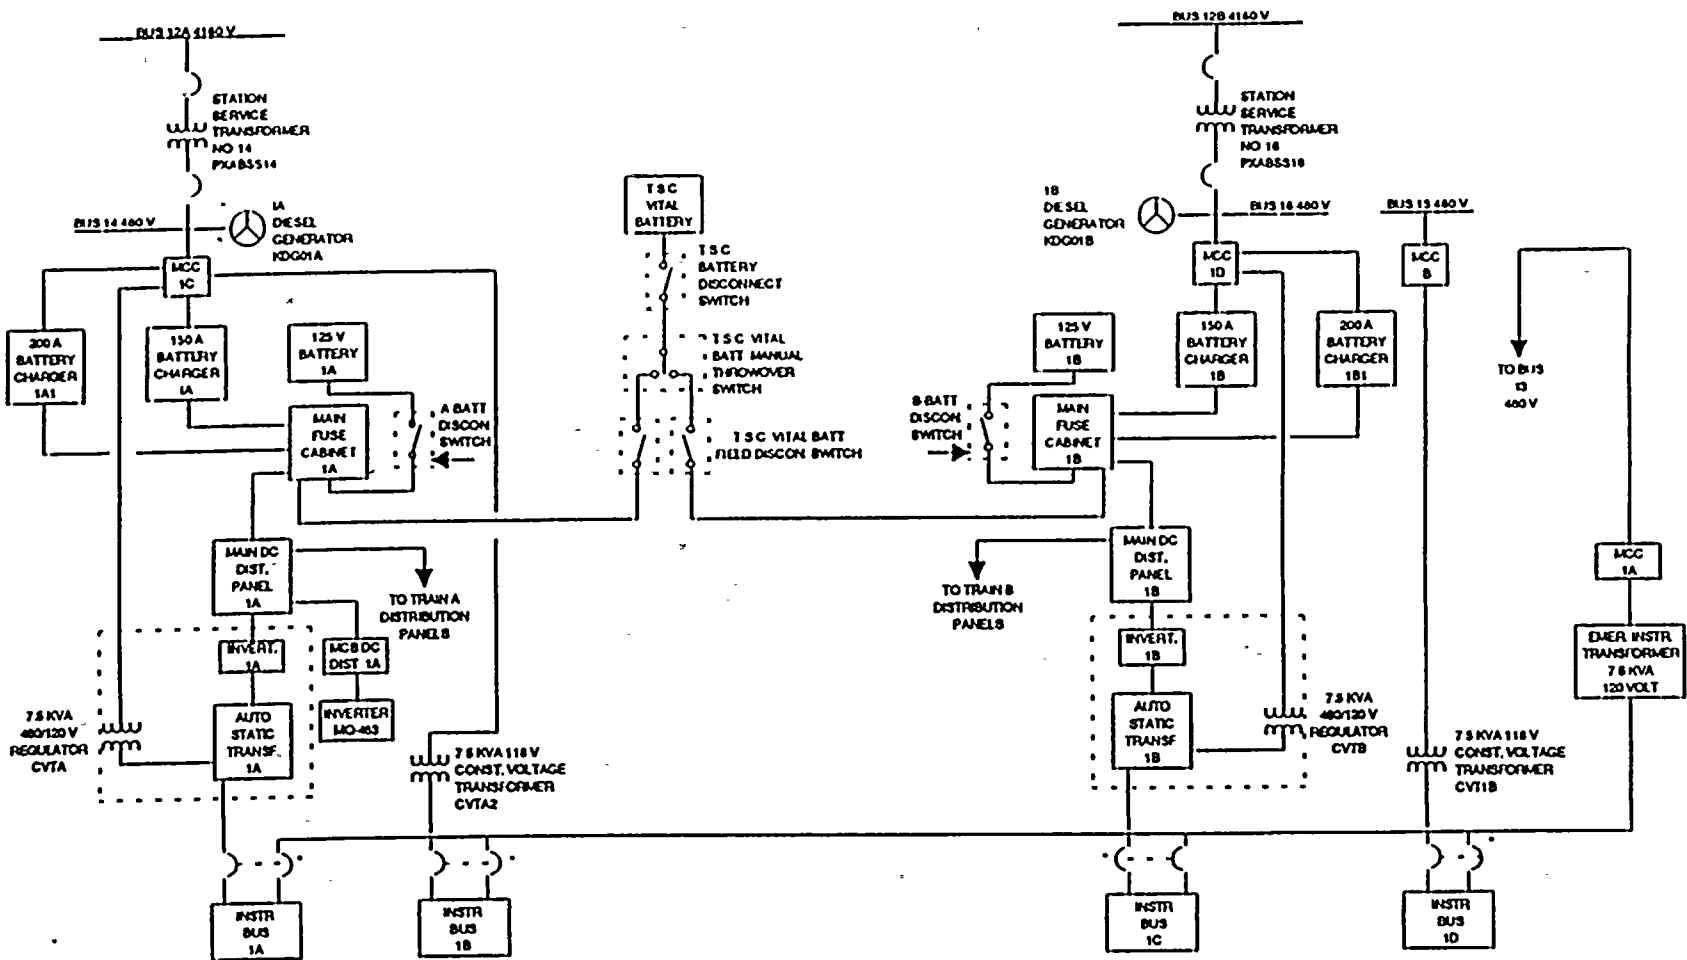 BUS 12A 4160 V
BUS 12B 4160 V
STATION
SERVICE
TRANSFORMER
NO 14
PXABSS14
STATION
SERVICE
TRANSFORMER
NO 16
PXABSS16
T S C
VITAL
BATTERY
1A
DIESEL
GENERATOR
KDG01A
BUS 14 480 V
1B
DIESEL
GENERATOR
KDG01B
BUS 16 480 V
BUS 15 480 V
MCC
1C
T S C
BATTERY
DISCONNECT
SWITCH
MCC
1D
MCC
B
200 A
BATTERY
CHARGER
1A1
150 A
BATTERY
CHARGER
1A
125 V
BATTERY
1A
T S C VITAL
BATT MANUAL
THROWOVER
SWITCH
125 V
BATTERY
1B
150 A
BATTERY
CHARGER
1B
200 A
BATTERY
CHARGER
1B1
TO BUS
13
480 V
MAIN
FUSE
CABINET
1A
A BATT
DISCON
SWITCH
T S C VITAL BATT
FIELD DISCON SWITCH
B-BATT
DISCON.
SWITCH
MAIN
FUSE
CABINET
1B
MAIN DC
DIST.
PANEL
1A
TO TRAIN A
DISTRIBUTION
PANELS
TO TRAIN B
DISTRIBUTION
PANELS
MAIN DC
DIST.
PANEL
1B
MCC
1A
INVERT.
1A
MCB DC
DIST 1A
INVERT.
1B
EMER INSTR
TRANSFORMER
7 5 KVA
120 VOLT
7.5 KVA
480/120 V
REGULATOR
CVTA
AUTO
STATIC
TRANSF.
1A
INVERTER
MQ-483
7 5 KVA 118 V
CONST. VOLTAGE
TRANSFORMER
CVTA2
AUTO
STATIC
TRANSF
1B
7.5 KVA
480/120 V
REGULATOR
CVTB
7 5 KVA 118 V
CONST. VOLTAGE
TRANSFORMER
CVT1B
INSTR
BUS
1A
INSTR
BUS
1B
INSTR
BUS
1C
INSTR
BUS
1D